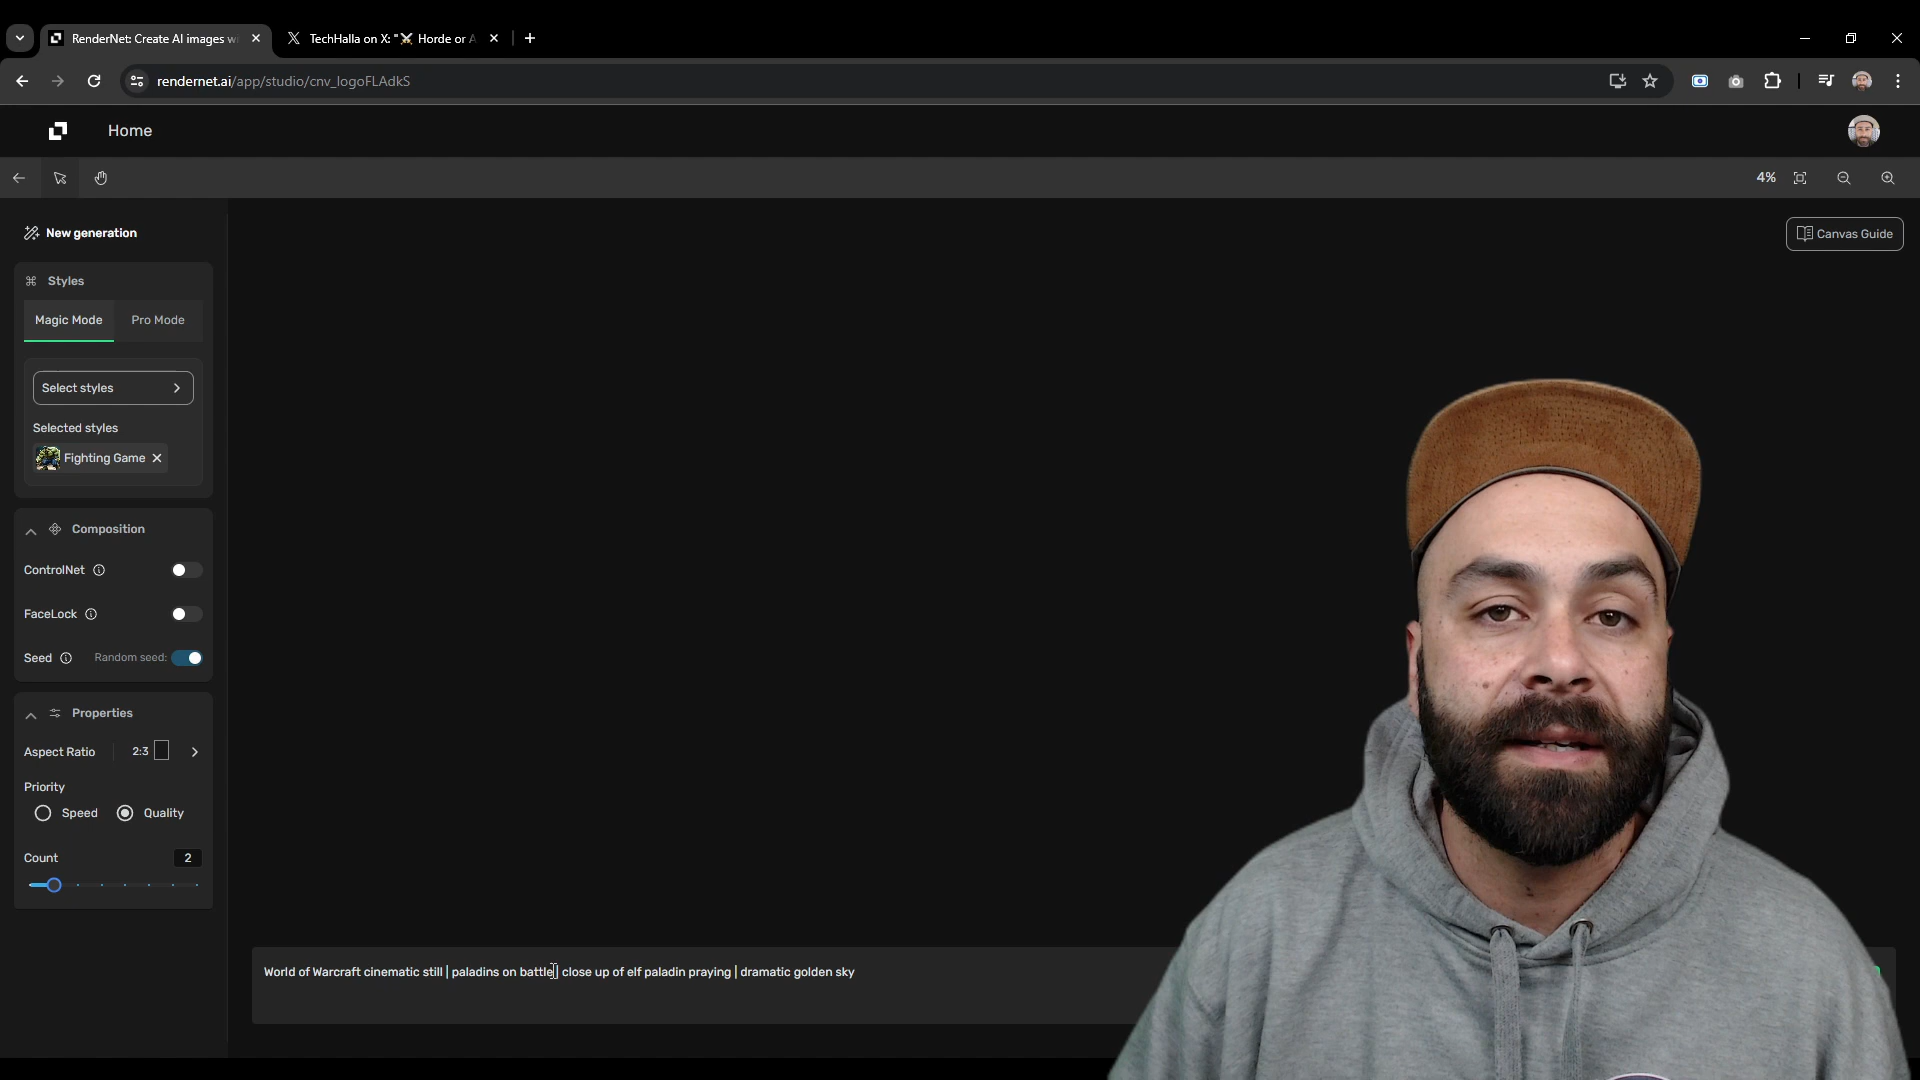 RenderNet: Create AI images w
TechHalla on X: "⚔ Horde or A
rendernet.ai/app/studio/cnv_logoFLAdkS
Home
4%
New generation
Canvas Guide
Styles
Magic Mode
Pro Mode
Select styles
Selected styles
Fighting Game
Composition
ControlNet
FaceLock
Seed
Random seed:
Properties
Aspect Ratio
2:3
Priority
Speed
Quality
Count
2
World of Warcraft cinematic still | paladins on battle| close up of elf paladin praying | dramatic golden sky